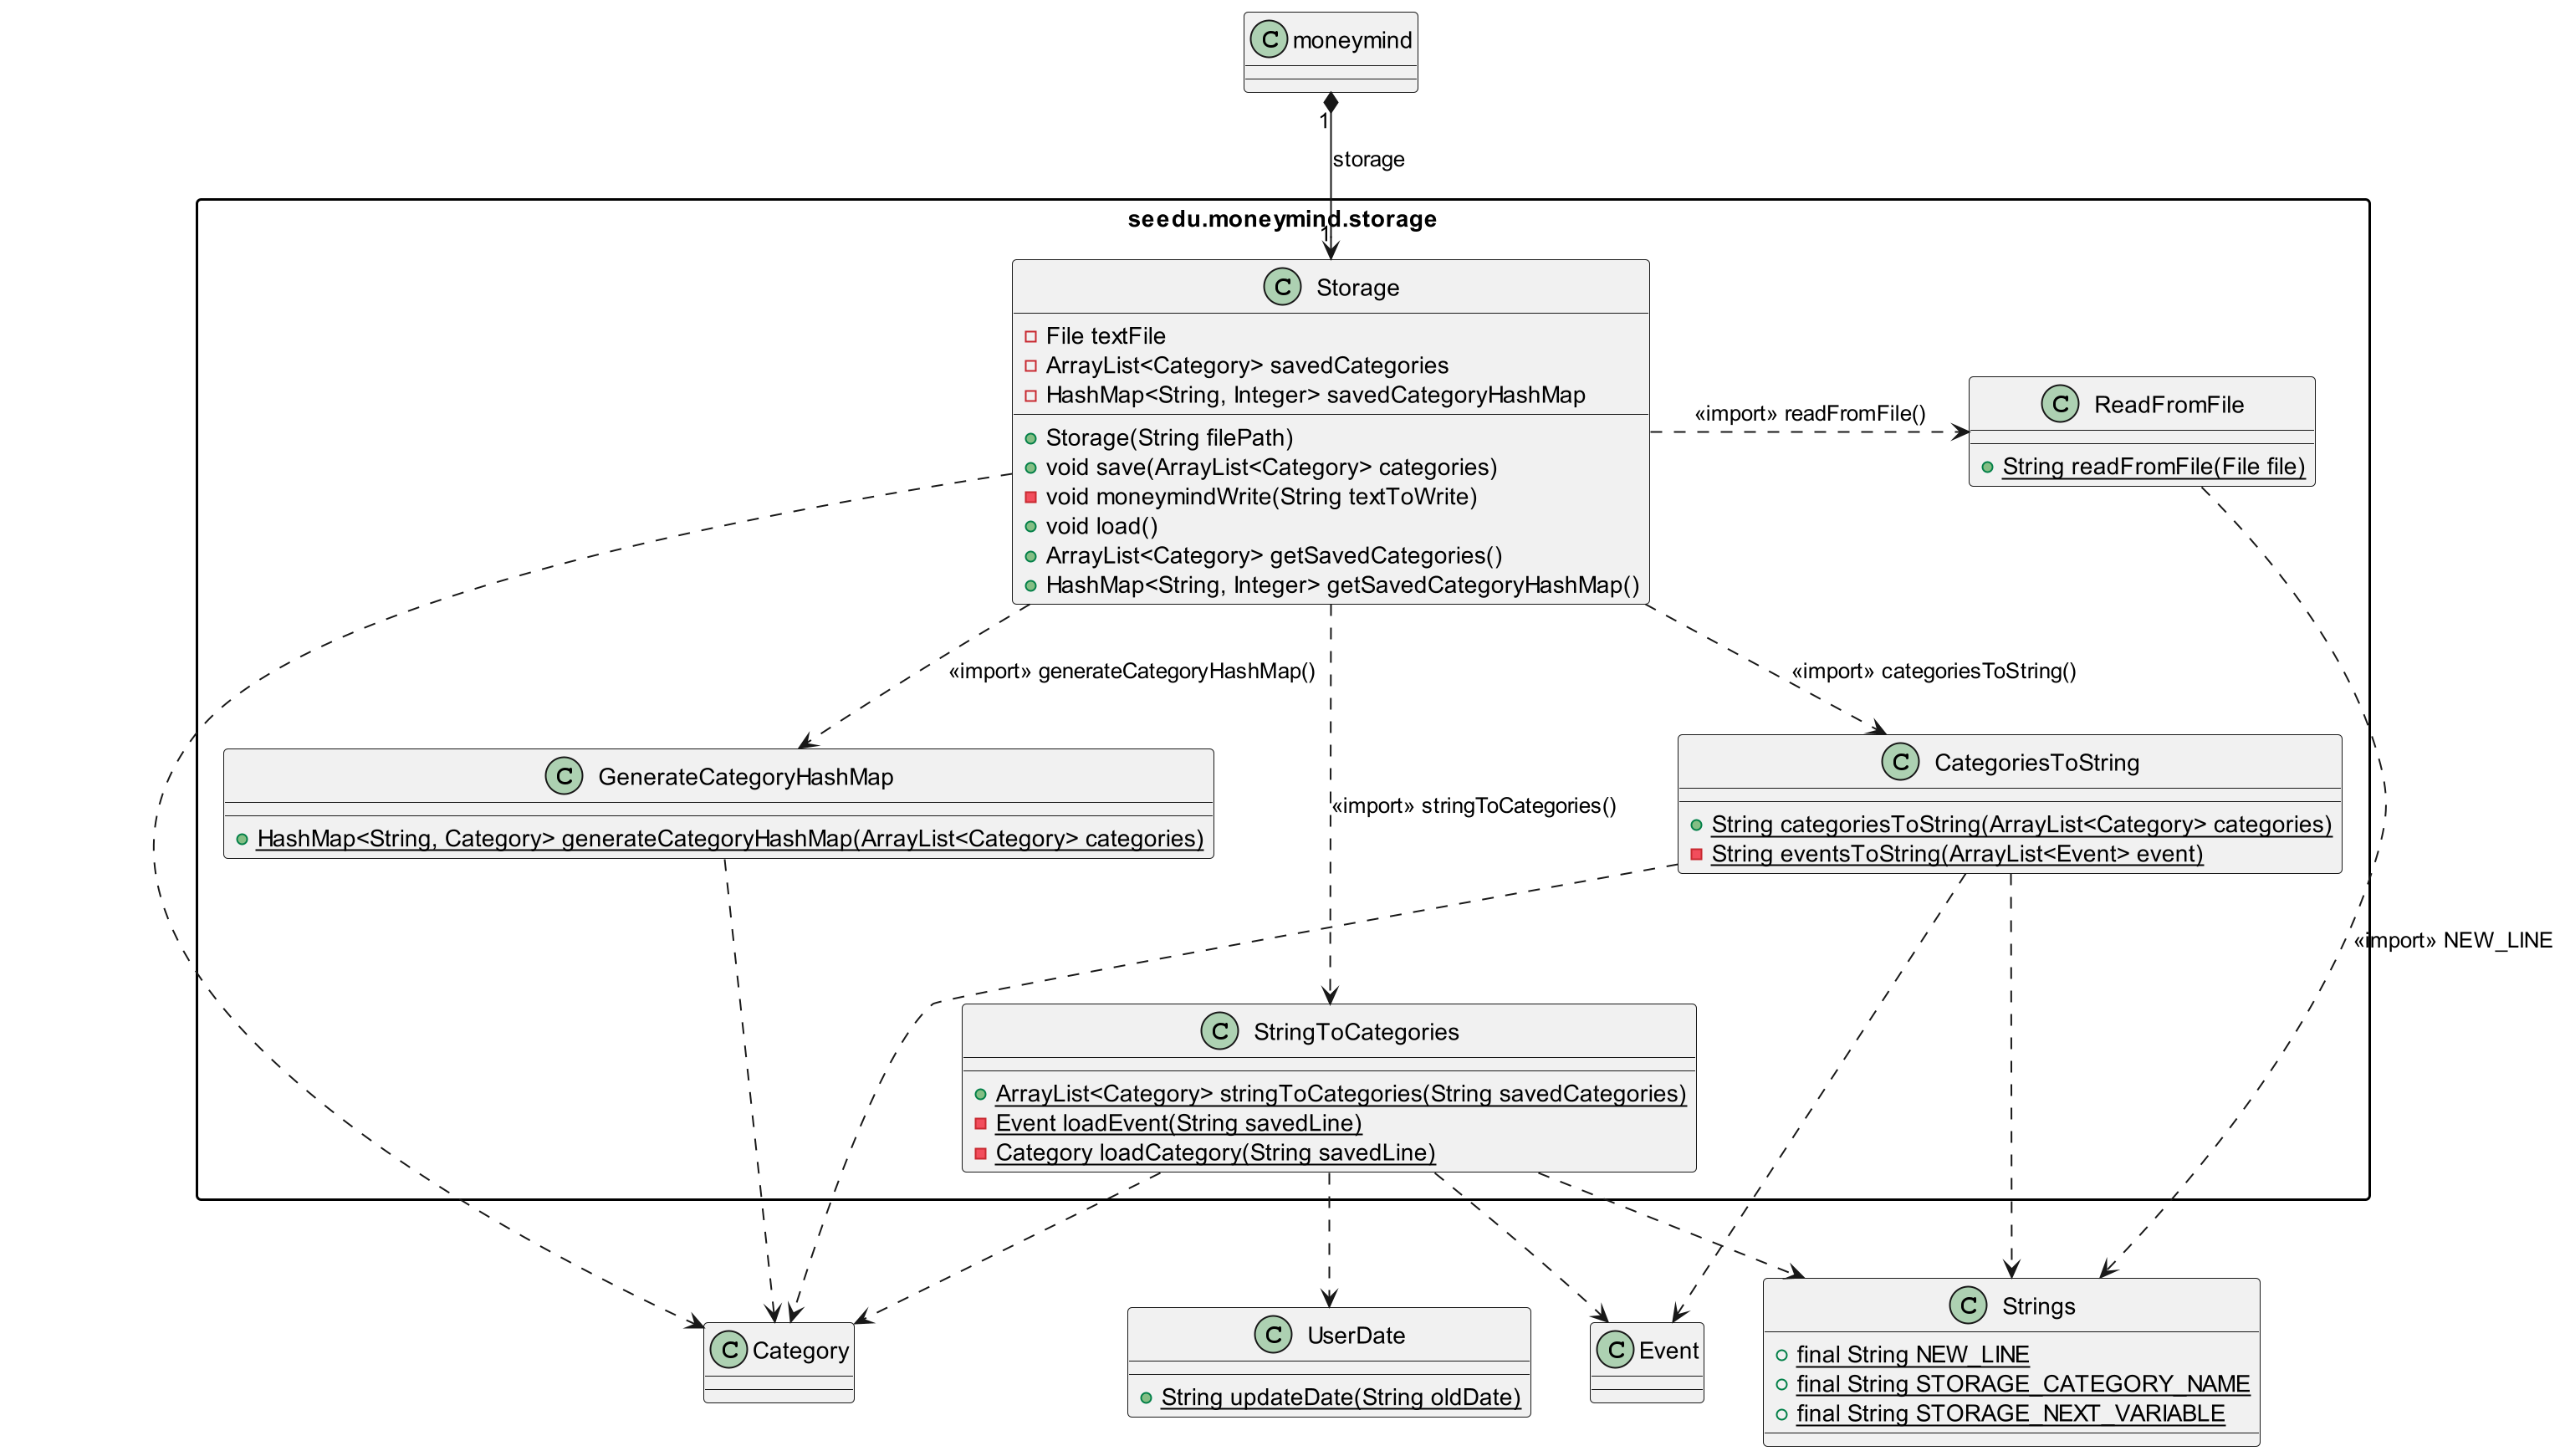 C moneymind
1
storage
seedu.moneymind.storage
1
C Storage
File textFile
ArrayList<Category> savedCategories
HashMap<String, Integer> savedCategoryHashMap
Storage(String filePath)
void save(ArrayList<Category> categories)
void moneymindWrite(String textToWrite)
void load()
ArrayList<Category> getSavedCategories()
HashMap<String, Integer> getSavedCategoryHashMap()
«import» readFromFile()
C ReadFromFile
String readFromFile(File file)
«import» generateCategoryHashMap()
«import» stringToCategories()
«import» categoriesToString()
C GenerateCategoryHashMap
HashMap<String, Category> generateCategoryHashMap(ArrayList<Category> categories)
C CategoriesToString
String categoriesToString(ArrayList<Category> categories)
String eventsToString(ArrayList<Event> event)
«import» NEW_LINE
C StringToCategories
ArrayList<Category> stringToCategories(String savedCategories)
Event loadEvent(String savedLine)
Category loadCategory(String savedLine)
C Category
C UserDate
String updateDate(String oldDate)
C Event
C Strings
final String NEW_LINE
final String STORAGE_CATEGORY_NAME
final String STORAGE_NEXT_VARIABLE